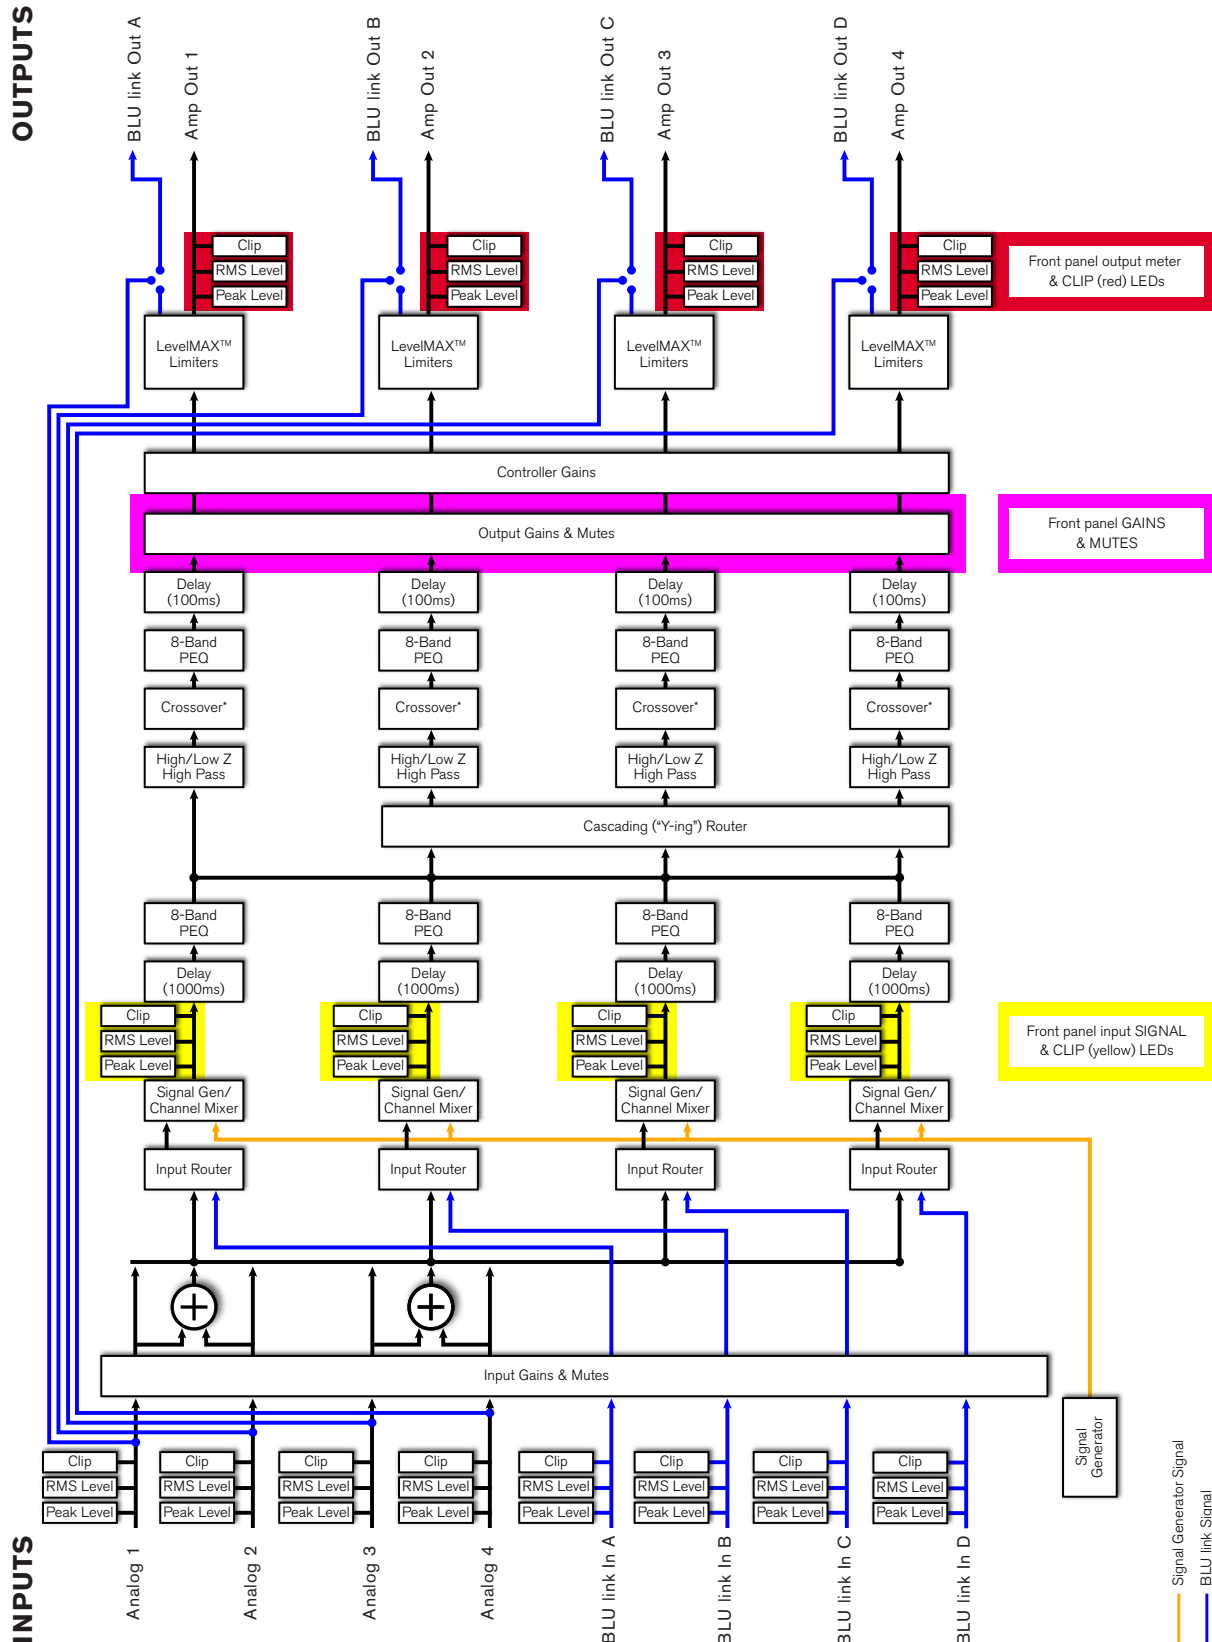 OUTPUTS
BLU link Out A
Amp Out 1
BLU link Out B
Amp Out 2
BLU link Out C
Amp Out 3
BLU link Out D
Amp Out 4
Clip
RMS Level
Peak Level
Clip
RMS Level
Peak Level
Clip
RMS Level
Peak Level
Clip
RMS Level
Peak Level
Front panel output meter
& CLIP (red) LEDs
LevelMAX™
Limiters
LevelMAX™
Limiters
LevelMAX™
Limiters
LevelMAX™
Limiters
Controller Gains
Output Gains & Mutes
Front panel GAINS
& MUTES
Delay
(100ms)
Delay
(100ms)
Delay
(100ms)
Delay
(100ms)
8-Band
PEQ
8-Band
PEQ
8-Band
PEQ
8-Band
PEQ
Crossover*
Crossover*
Crossover*
Crossover*
High/Low Z
High Pass
High/Low Z
High Pass
High/Low Z
High Pass
High/Low Z
High Pass
Cascading ("Y-ing") Router
8-Band
PEQ
8-Band
PEQ
8-Band
PEQ
8-Band
PEQ
Delay
(1000ms)
Delay
(1000ms)
Delay
(1000ms)
Delay
(1000ms)
Clip
RMS Level
Peak Level
Clip
RMS Level
Peak Level
Clip
RMS Level
Peak Level
Clip
RMS Level
Peak Level
Front panel input SIGNAL
& CLIP (yellow) LEDs
Signal Gen/
Channel Mixer
Signal Gen/
Channel Mixer
Signal Gen/
Channel Mixer
Signal Gen/
Channel Mixer
Input Router
Input Router
Input Router
Input Router
Input Gains & Mutes
Signal
Generator
Clip
RMS Level
Peak Level
Clip
RMS Level
Peak Level
Clip
RMS Level
Peak Level
Clip
RMS Level
Peak Level
Clip
RMS Level
Peak Level
Clip
RMS Level
Peak Level
Clip
RMS Level
Peak Level
Clip
RMS Level
Peak Level
INPUTS
Analog 1
Analog 2
Analog 3
Analog 4
BLU link In A
BLU link In B
BLU link In C
BLU link In D
Signal Generator Signal
BLU link Signal